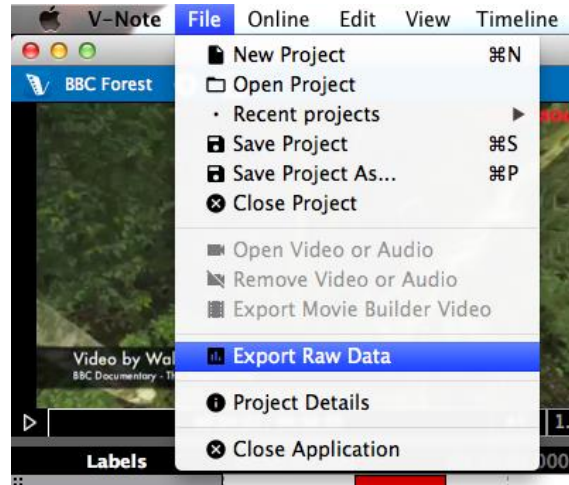 V-Note File Online Edit View Timeline
BBC Forest
New Project ⌘N
Open Project
Recent projects
Save Project ⌘S
Save Project As... ⌘P
Close Project
Open Video or Audio
Remove Video or Audio
Export Movie Builder Video
Export Raw Data
Video by Wal
BBC Documentary - Th
Project Details
1.
Close Application
Labels